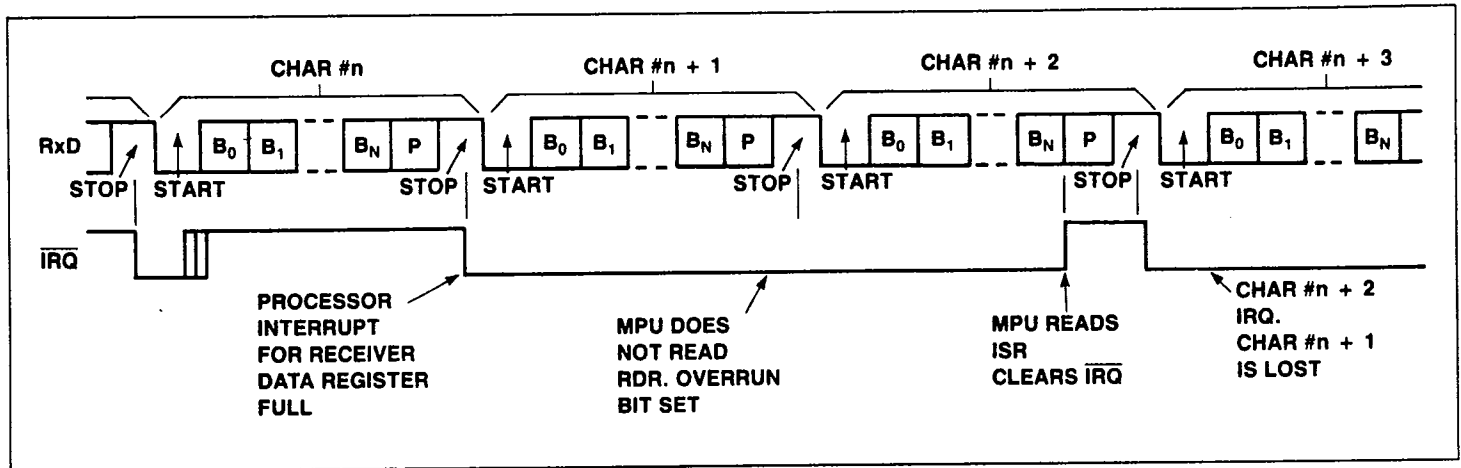 CHAR #n
CHAR #n + 1
CHAR #n + 2
CHAR #n + 3
RxD
B0 B1 BN P B0 B1 BN P B0 B1 BN P B0 B1 BN
STOP START STOP START STOP START STOP START
IRQ
PROCESSOR
INTERRUPT
FOR RECEIVER
DATA REGISTER
FULL
MPU DOES
NOT READ
RDR. OVERRUN
BIT SET
MPU READS
ISR
CLEARS IRQ
CHAR #n + 2
IRQ.
CHAR #n + 1
IS LOST